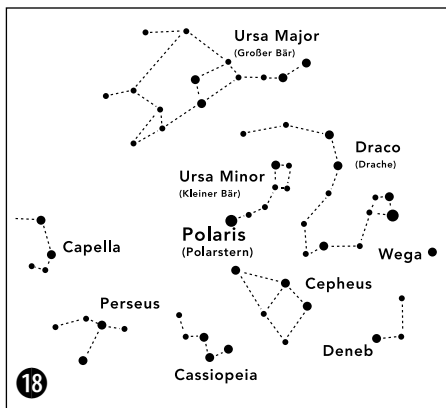 Ursa Major
(Großer Bär)
Draco
(Drache)
Ursa Minor
(Kleiner Bär)
Polaris
(Polarstern)
Capella
Wega
Cepheus
Perseus
Deneb
Cassiopeia
18